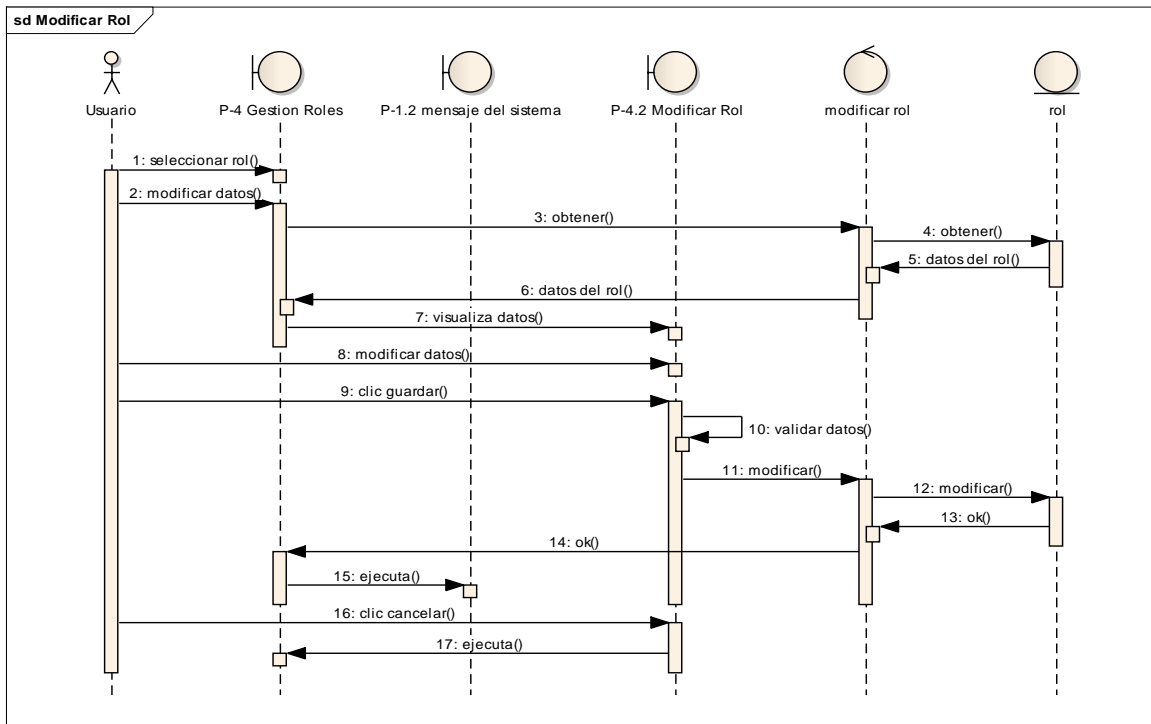 sd Modificar Rol
Usuario
P-4 Gestion Roles
P-1.2 mensaje del sistema
P-4.2 Modificar Rol
modificar rol
rol
1: seleccionar rol()
2: modificar datos()
3: obtener()
4: obtener()
5: datos del rol()
6: datos del rol()
7: visualiza datos()
8: modificar datos()
9: clic guardar()
10: validar datos()
11: modificar()
12: modificar()
13: ok()
14: ok()
15: ejecuta()
16: clic cancelar()
17: ejecuta()